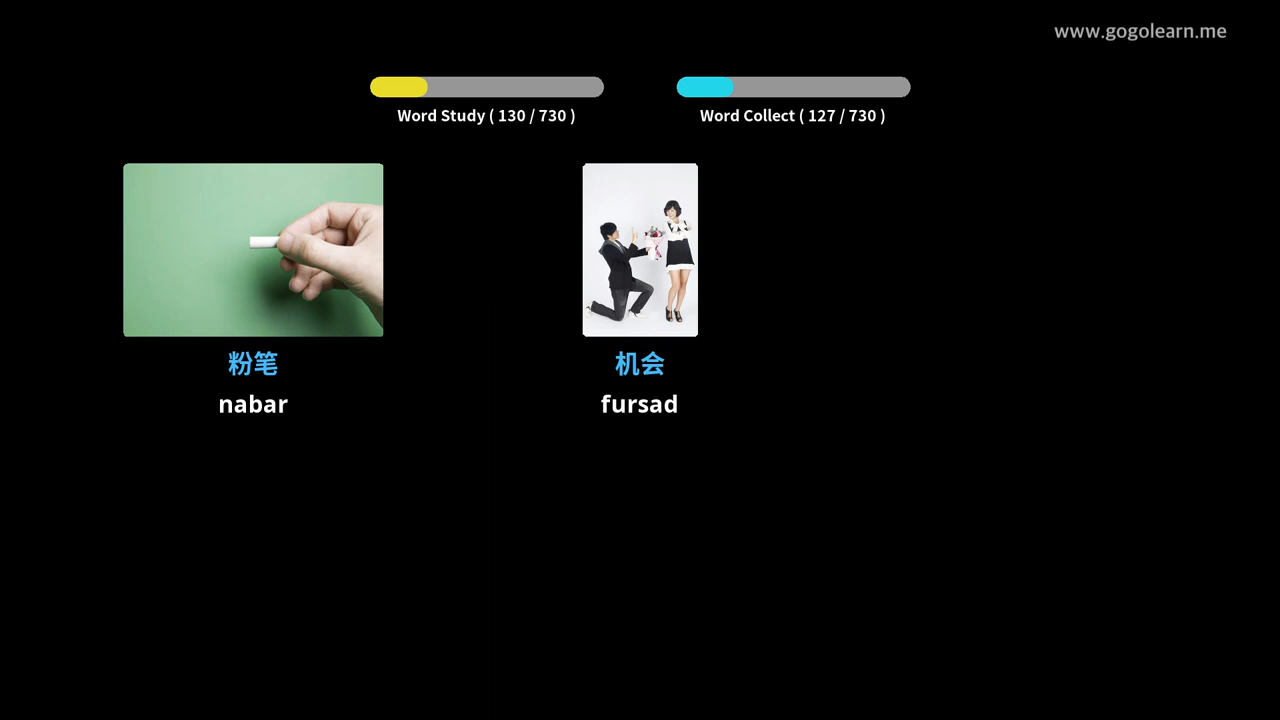 www.gogolearn.me
Word Study ( 130 / 730 )
Word Collect ( 127 / 730 )
粉笔
nabar
机会
fursad